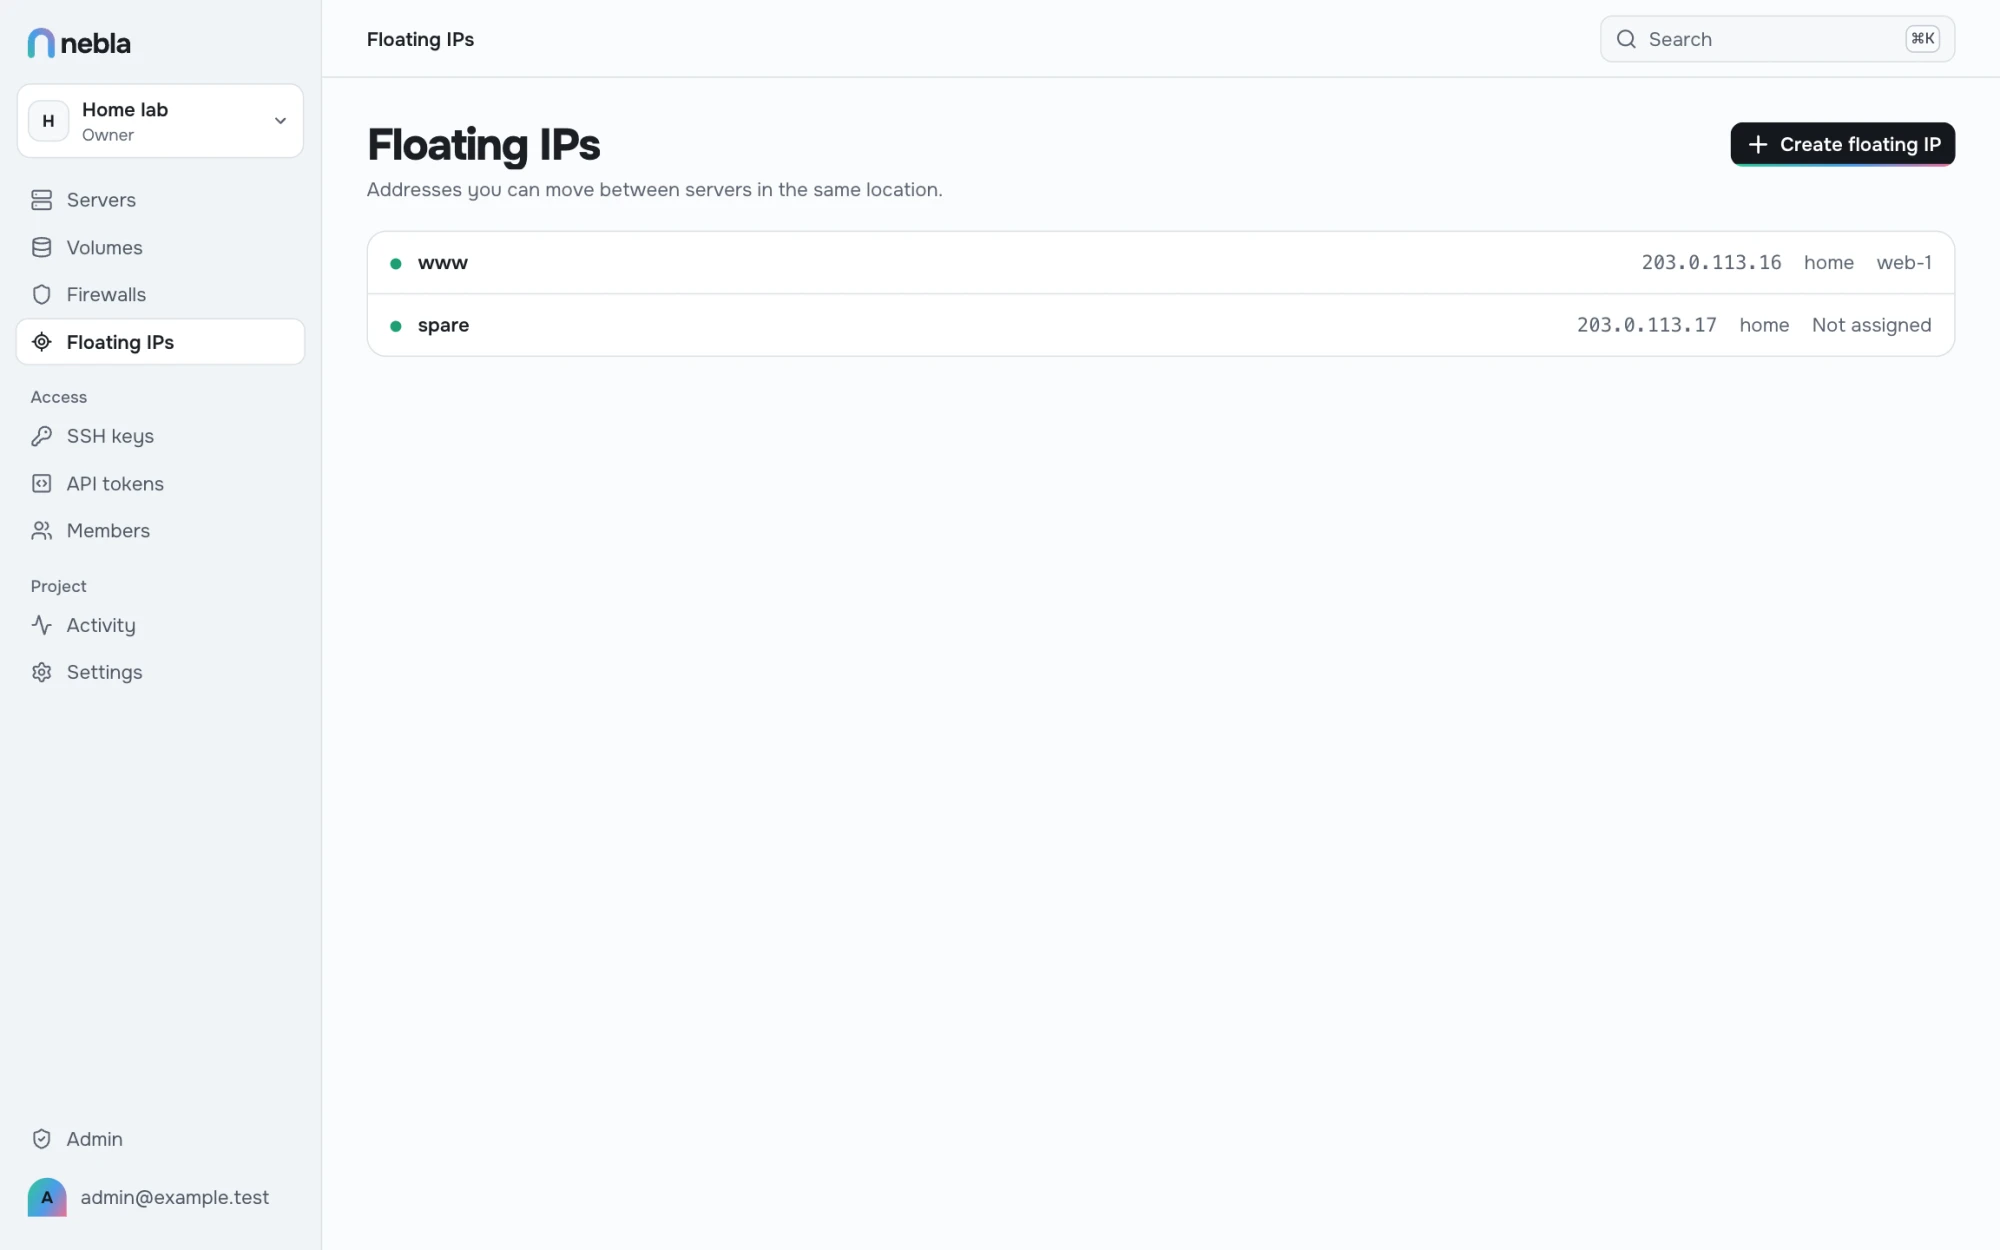 nebla
H
Home lab
Owner
Servers
Volumes
Firewalls
Floating IPs
Access
SSH keys
API tokens
Members
Project
Activity
Settings
Admin
A
admin@example.test
Floating IPs
Search
⌘K
Floating IPs
Create floating IP
Addresses you can move between servers in the same location.
www 203.0.113.16 home web-1
spare 203.0.113.17 home Not assigned